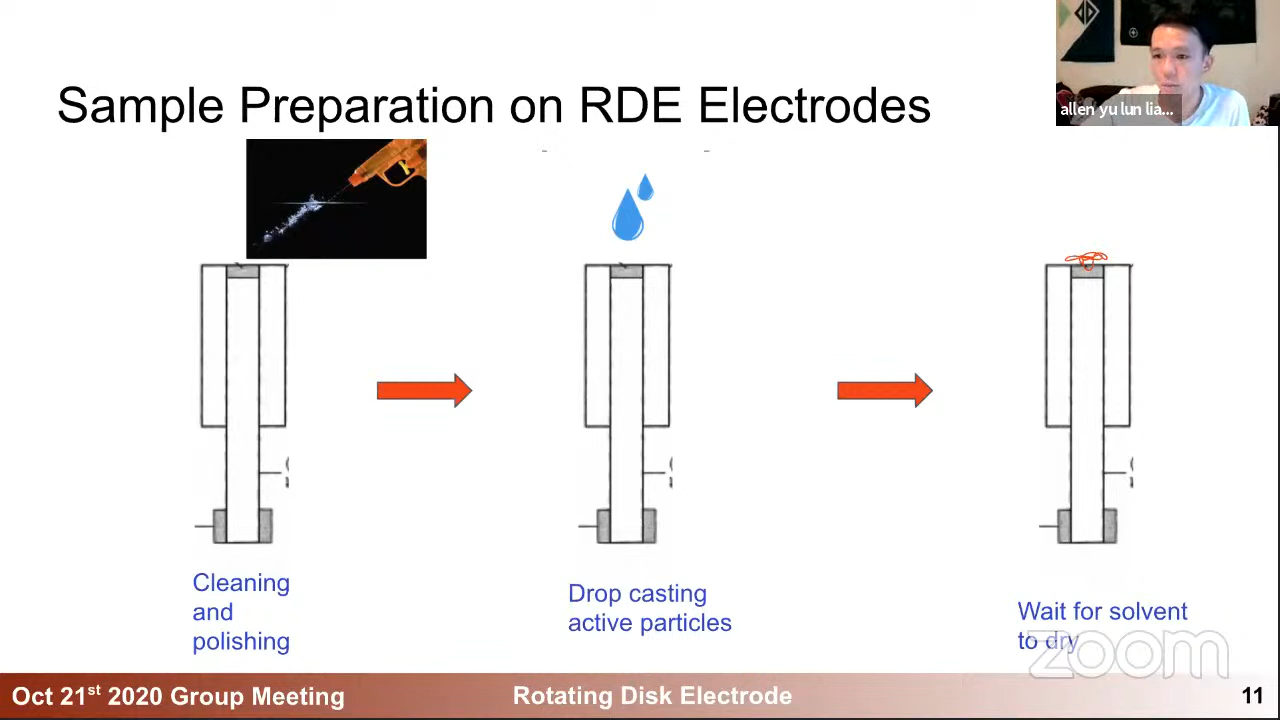 allen yu lun lia...
Sample Preparation on RDE Electrodes
Cleaning
and
polishing
Drop casting
active particles
Wait for solvent
to dry
zoom
Oct 21st 2020 Group Meeting
Rotating Disk Electrode
11